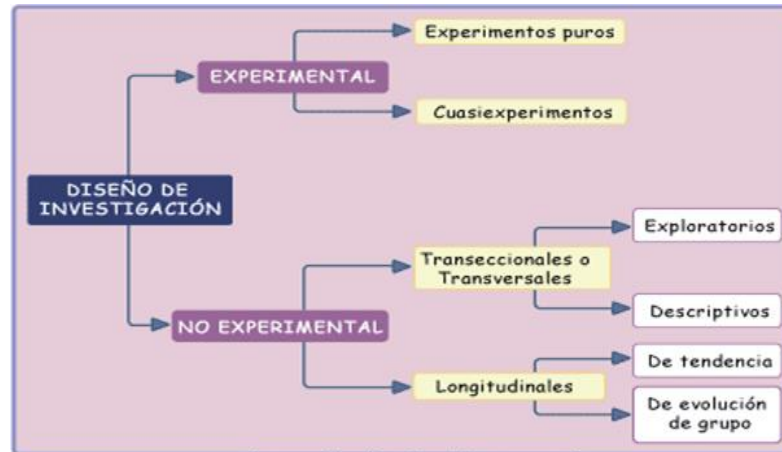 DISEÑO DE
INVESTIGACIÓN
EXPERIMENTAL
Experimentos puros
Cuasiexperimentos
NO EXPERIMENTAL
Transeccionales o
Transversales
Exploratorios
Descriptivos
Longitudinales
De tendencia
De evolución
de grupo